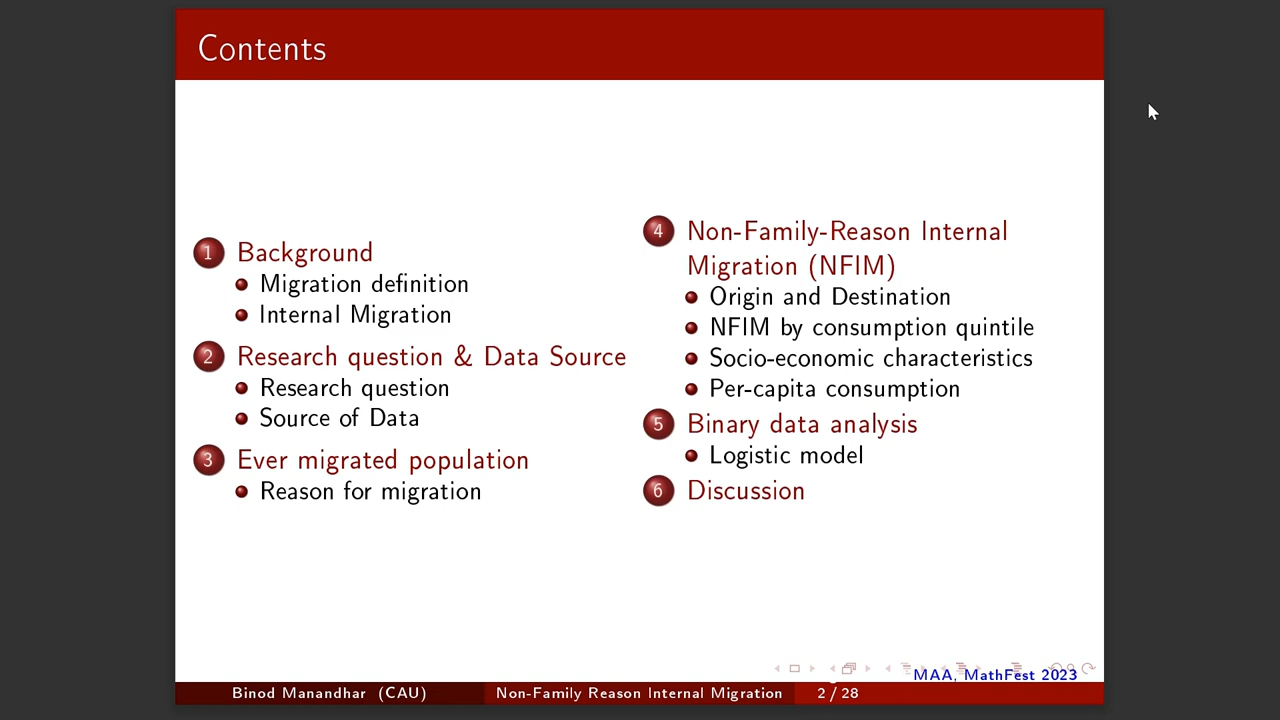 Contents
1 Background
Migration definition
Internal Migration
2 Research question & Data Source
Research question
Source of Data
3 Ever migrated population
Reason for migration
4 Non-Family-Reason Internal
Migration (NFIM)
Origin and Destination
NFIM by consumption quintile
Socio-economic characteristics
Per-capita consumption
5 Binary data analysis
Logistic model
6 Discussion
MAA, MathFest 2023
Binod Manandhar (CAU) Non-Family Reason Internal Migration 2 / 28